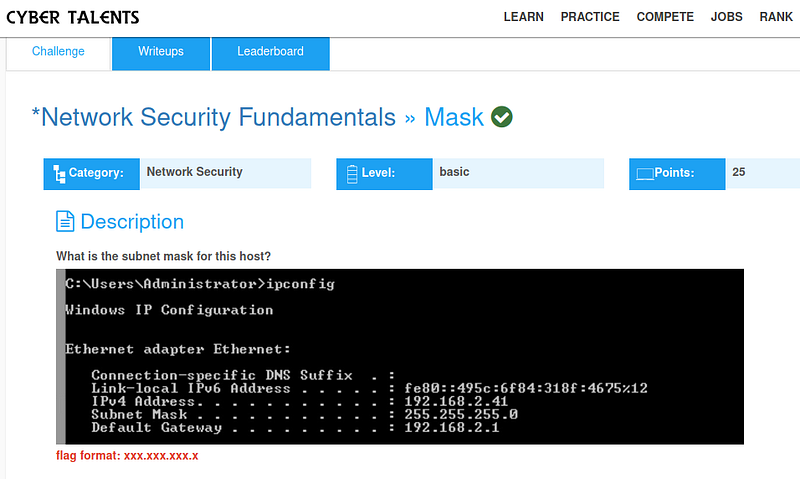 CYBER TALENTS LEARN PRACTICE COMPETE JOBS RANK
Challenge Writeups Leaderboard
*Network Security Fundamentals » Mask
Category: Network Security Level: basic Points: 25
Description
What is the subnet mask for this host?
C:\Users\Administrator>ipconfig
Windows IP Configuration
Ethernet adapter Ethernet:
Connection-specific DNS Suffix . :
Link-local IPv6 Address . . . . . : fe80::495c:6f84:318f:4675%12
IPv4 Address. . . . . . . . . . . : 192.168.2.41
Subnet Mask . . . . . . . . . . . : 255.255.255.0
Default Gateway . . . . . . . . . : 192.168.2.1
flag format: xxx.xxx.xxx.x